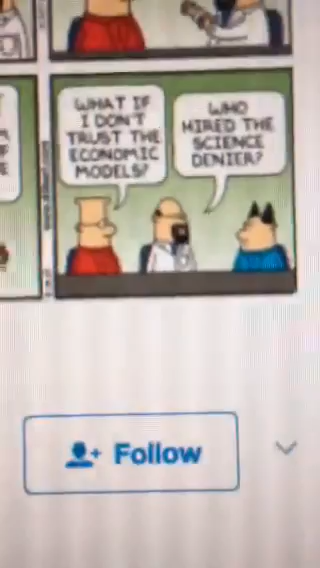 WHAT IF
I DON'T
TRUST THE
ECONOMIC
MODELS?
WHO
HIRED THE
SCIENCE
DENIER?
Follow